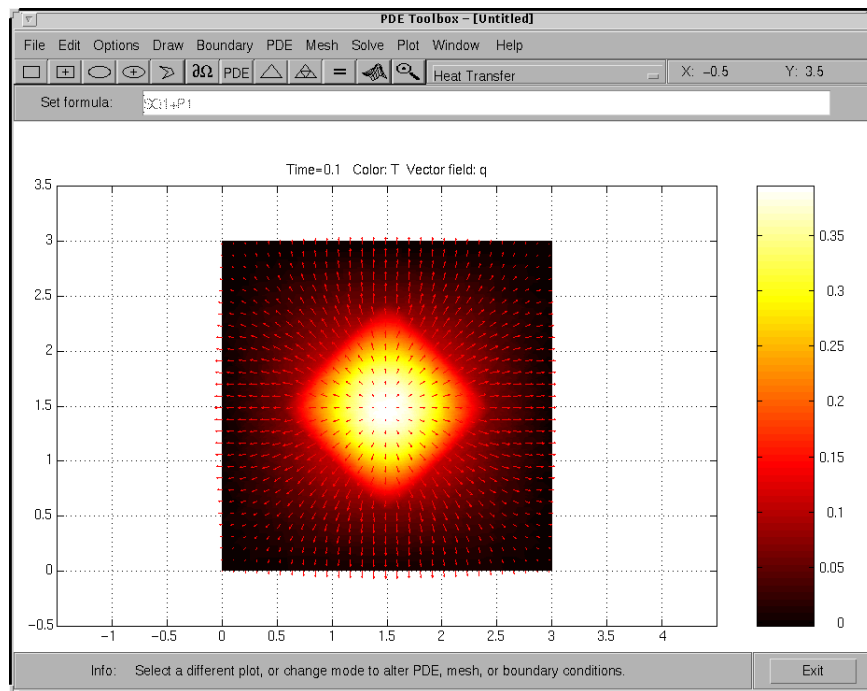 PDE Toolbox – [Untitled]
File Edit Options Draw Boundary PDE Mesh Solve Plot Window Help
∂Ω PDE = Heat Transfer X: –0.5 Y: 3.5
Set formula: SQ1+P1
Time=0.1 Color: T Vector field: q
3.5
3
2.5
2
1.5
1
0.5
0
–0.5
–1 –0.5 0 0.5 1 1.5 2 2.5 3 3.5 4
0.35
0.3
0.25
0.2
0.15
0.1
0.05
0
Info: Select a different plot, or change mode to alter PDE, mesh, or boundary conditions. Exit